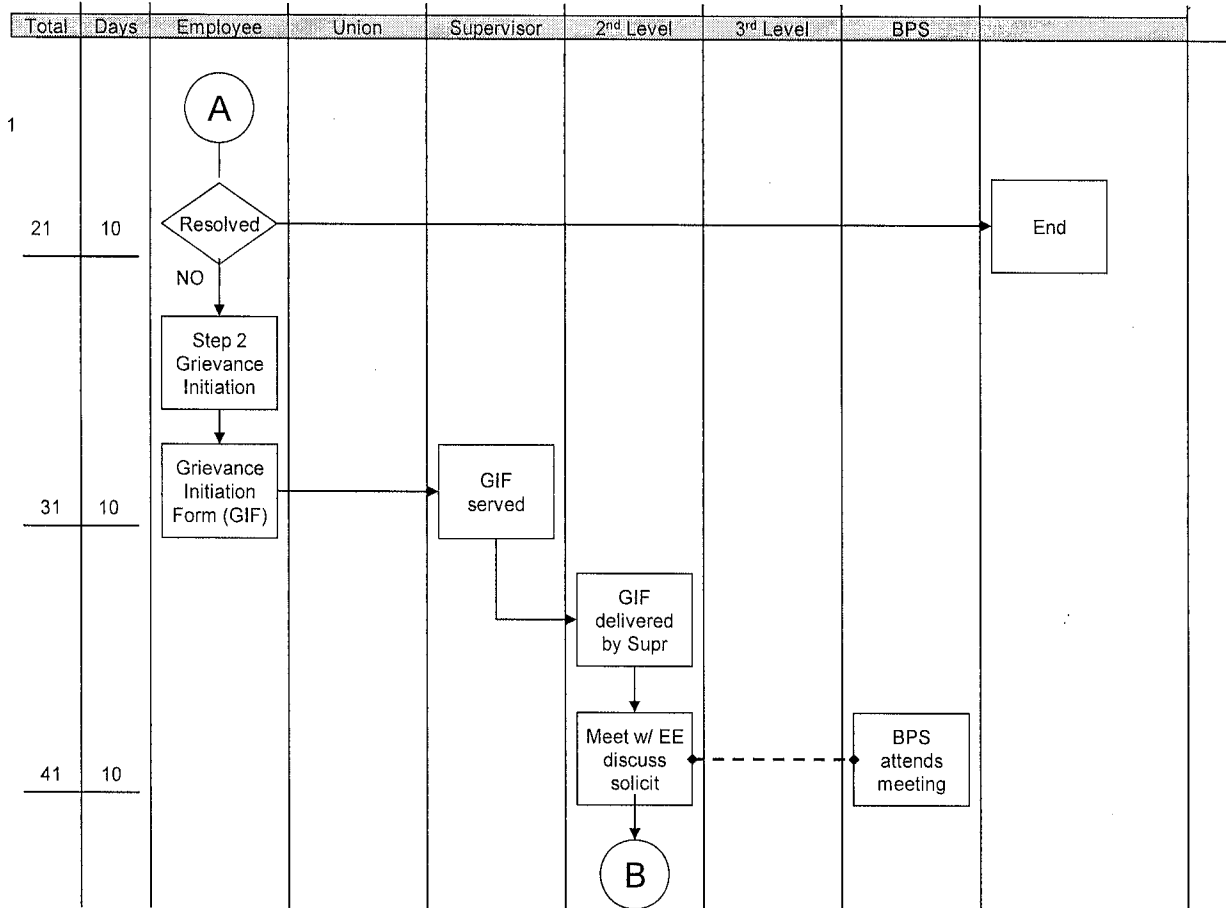 Total Days Employee Union Supervisor 2nd Level 3rd Level BPS
A
1
Resolved
21 10
End
NO
Step 2
Grievance
Initiation
Grievance
Initiation
Form (GIF)
GIF
served
31 10
GIF
delivered
by Supr
Meet w/ EE
discuss
solicit
BPS
attends
meeting
41 10
B